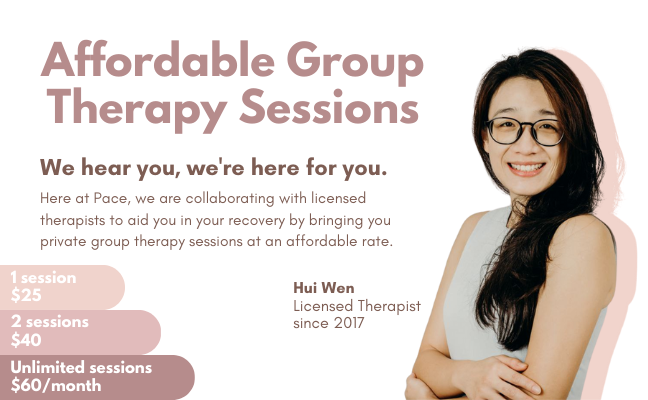 Affordable Group
Therapy Sessions
We hear you, we're here for you.
Here at Pace, we are collaborating with licensed
therapists to aid you in your recovery by bringing you
private group therapy sessions at an affordable rate.
1 session
$25
2 sessions
$40
Unlimited sessions
$60/month
Hui Wen
Licensed Therapist
since 2017